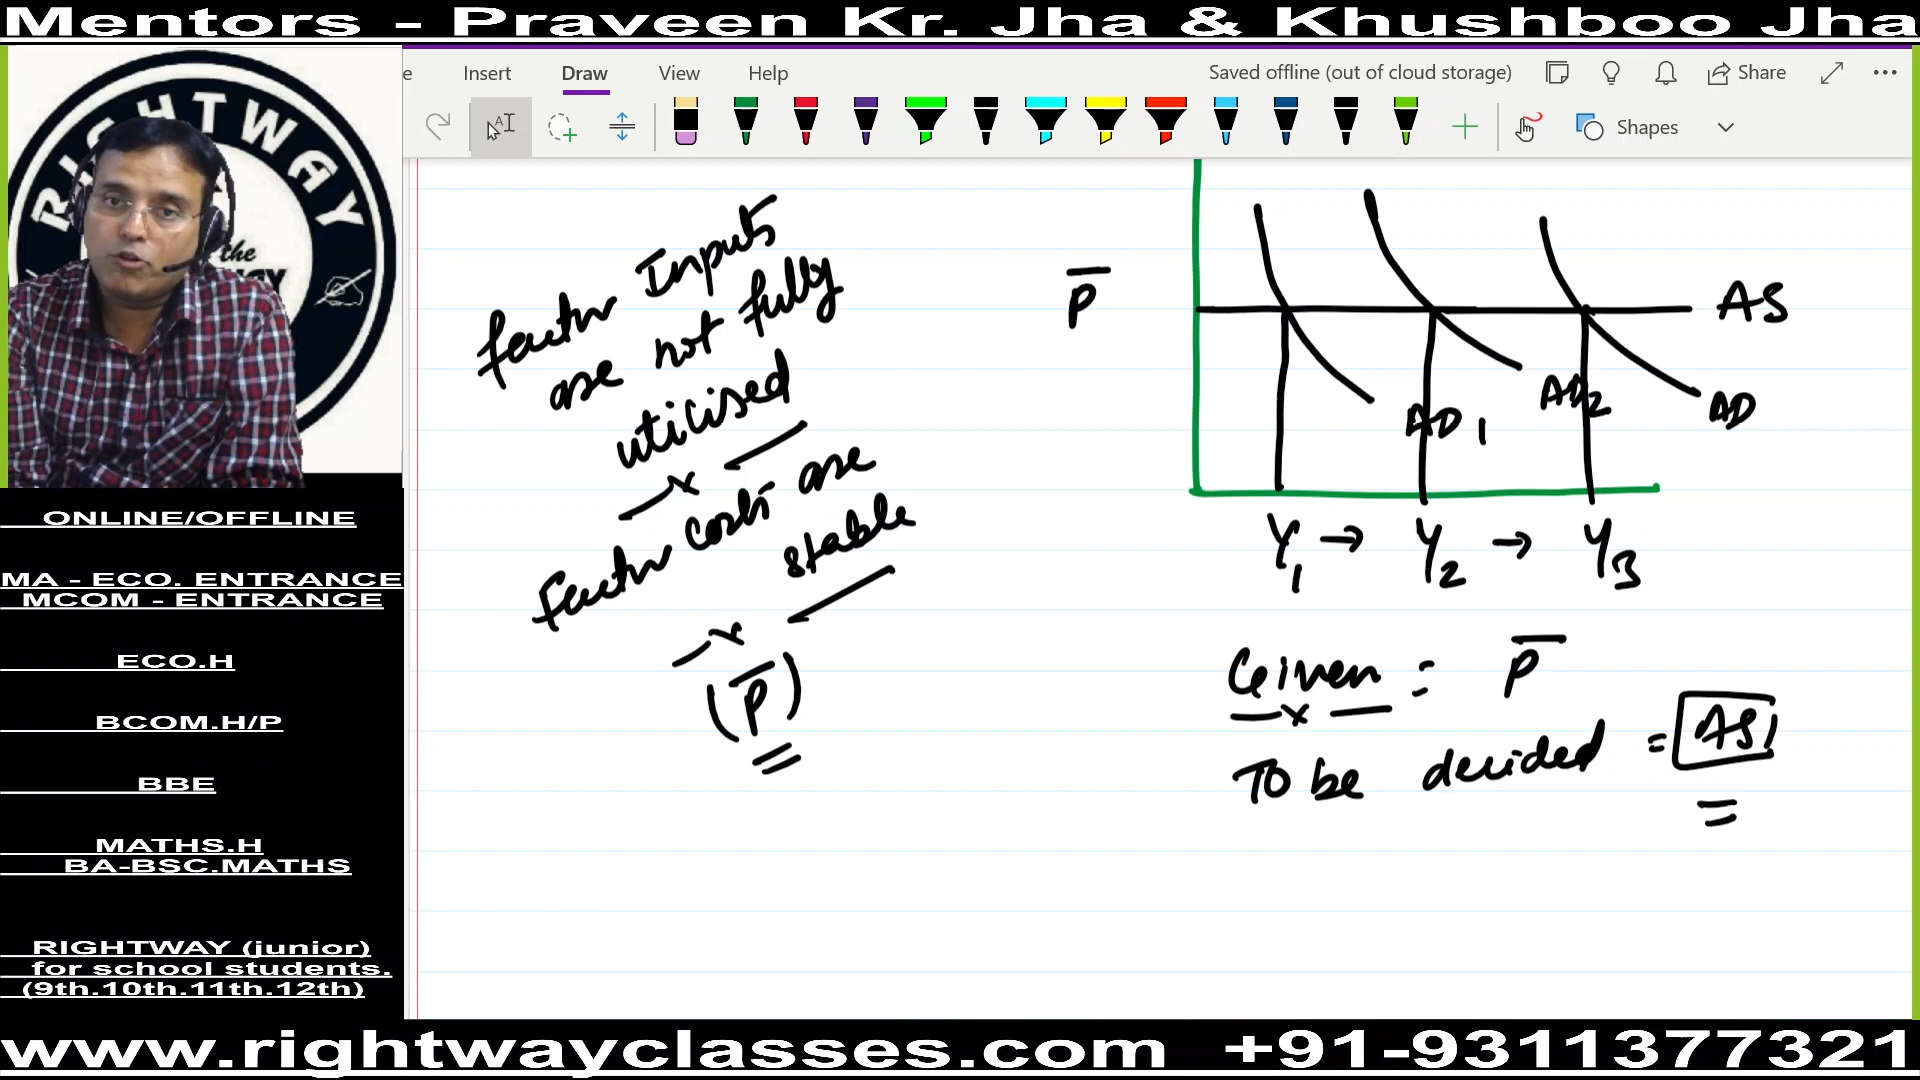 Mentors - Praveen Kr. Jha & Khushboo Jha
RIGHTWAY
the
e Insert Draw View Help
Saved offline (out of cloud storage) Share
Shapes
factor Inputs
are not fully
utilised
factor costs are
stable
(P̅)
P̅
AS
AD1
AD2
AD
Y1 → Y2 → Y3
Given : P̅
To be decided = AS
ONLINE/OFFLINE
MA - ECO. ENTRANCE
MCOM - ENTRANCE
ECO.H
BCOM.H/P
BBE
MATHS.H
BA-BSC.MATHS
RIGHTWAY (junior)
for school students.
(9th.10th.11th.12th)
www.rightwayclasses.com +91-9311377321